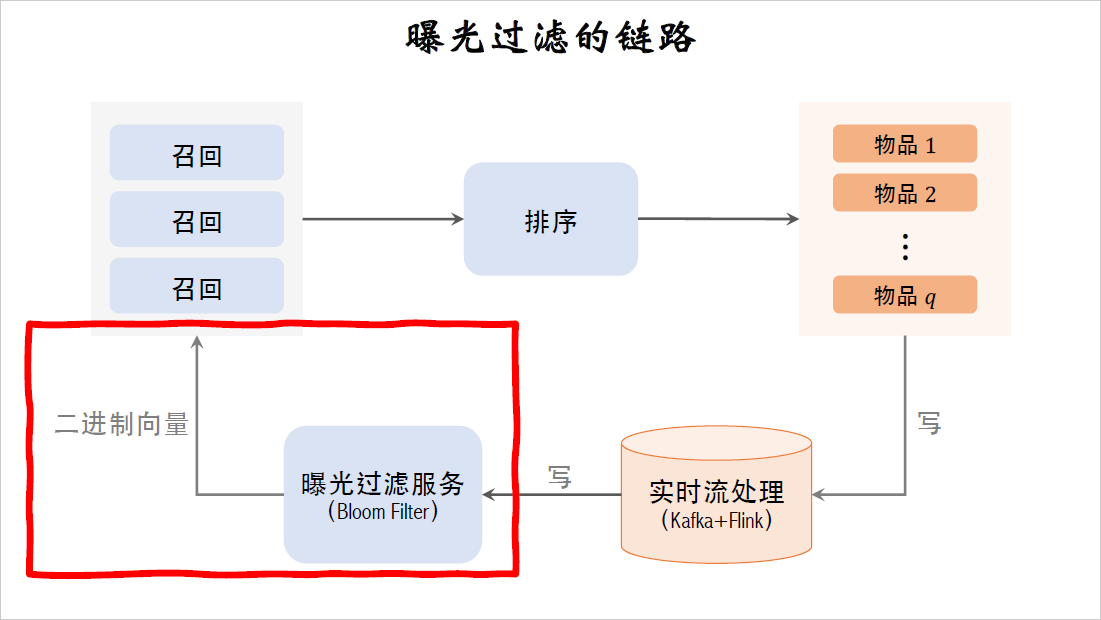 曝光过滤的链路
召回
召回
召回
排序
物品 1
物品 2
⋮
物品 q
二进制向量
曝光过滤服务
(Bloom Filter)
写
实时流处理
(Kafka+Flink)
写